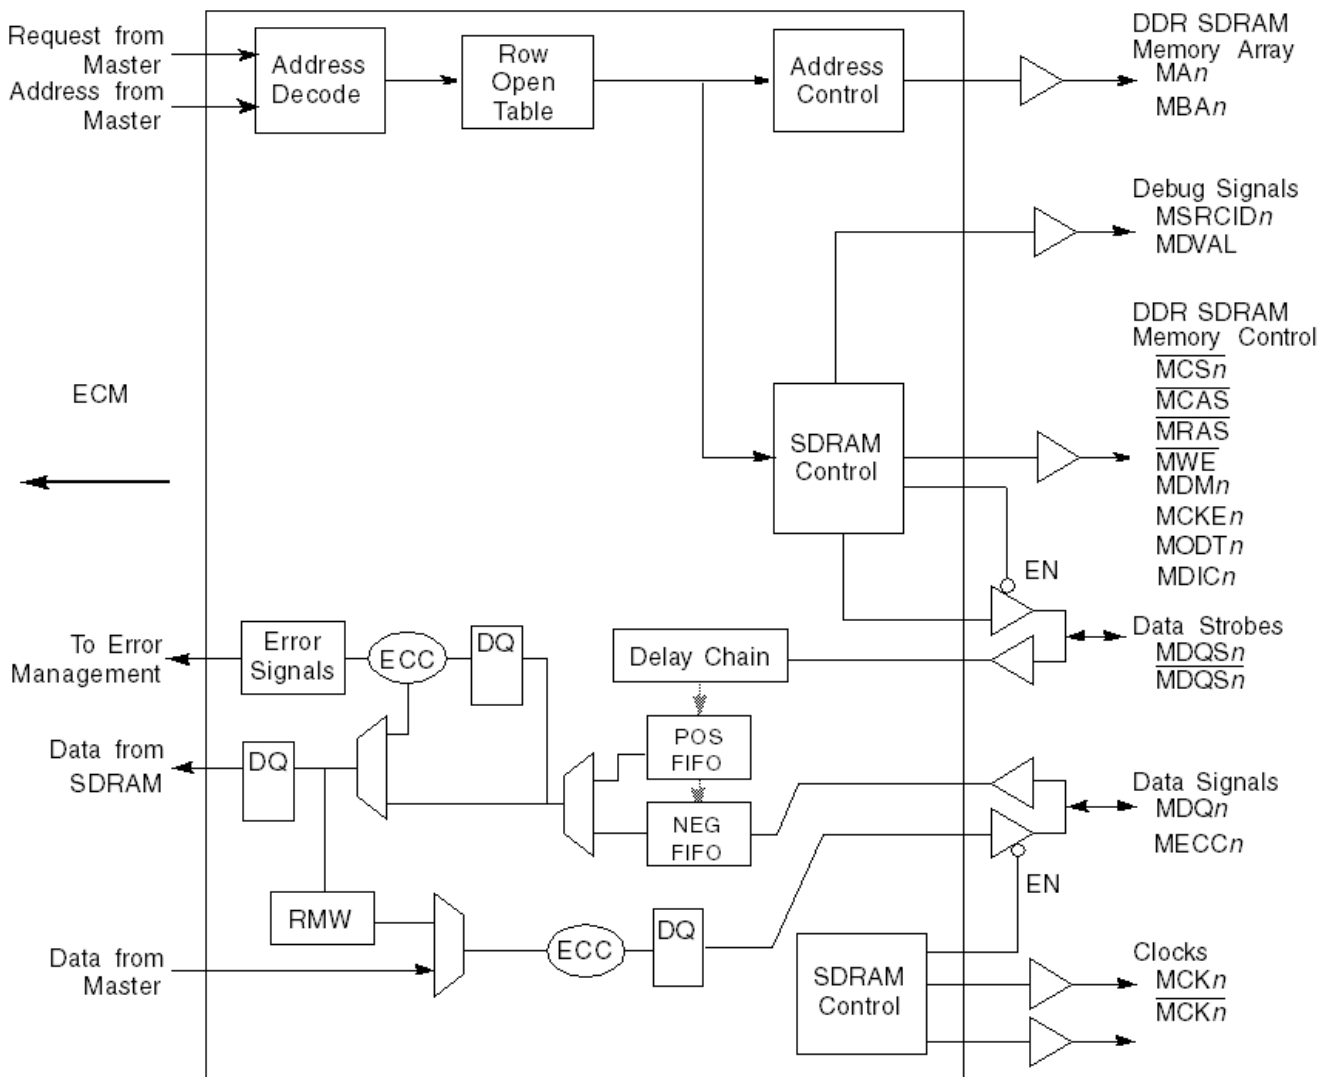 Request from
Master
Address from
Master
Address
Decode
Row
Open
Table
Address
Control
DDR SDRAM
Memory Array
MAn
MBAn
Debug Signals
MSRCIDn
MDVAL
DDR SDRAM
Memory Control
MCSn
MCAS
MRAS
MWE
MDMn
MCKEn
MODTn
MDICn
ECM
SDRAM
Control
EN
To Error
Management
Error
Signals
ECC
DQ
Delay Chain
Data Strobes
MDQSn
MDQSn
Data from
SDRAM
DQ
POS
FIFO
NEG
FIFO
Data Signals
MDQn
MECCn
EN
RMW
ECC
DQ
Data from
Master
SDRAM
Control
Clocks
MCKn
MCKn